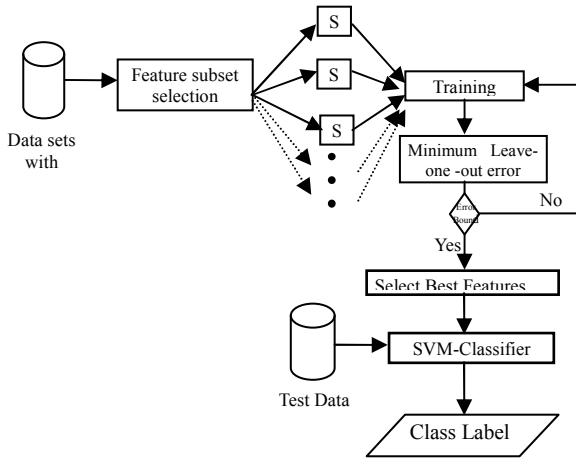 S
Feature subset
selection
S
Training
Data sets
with
S
Minimum Leave-
one -out error
Error
Bound
No
Yes
Select Best Features
SVM-Classifier
Test Data
Class Label